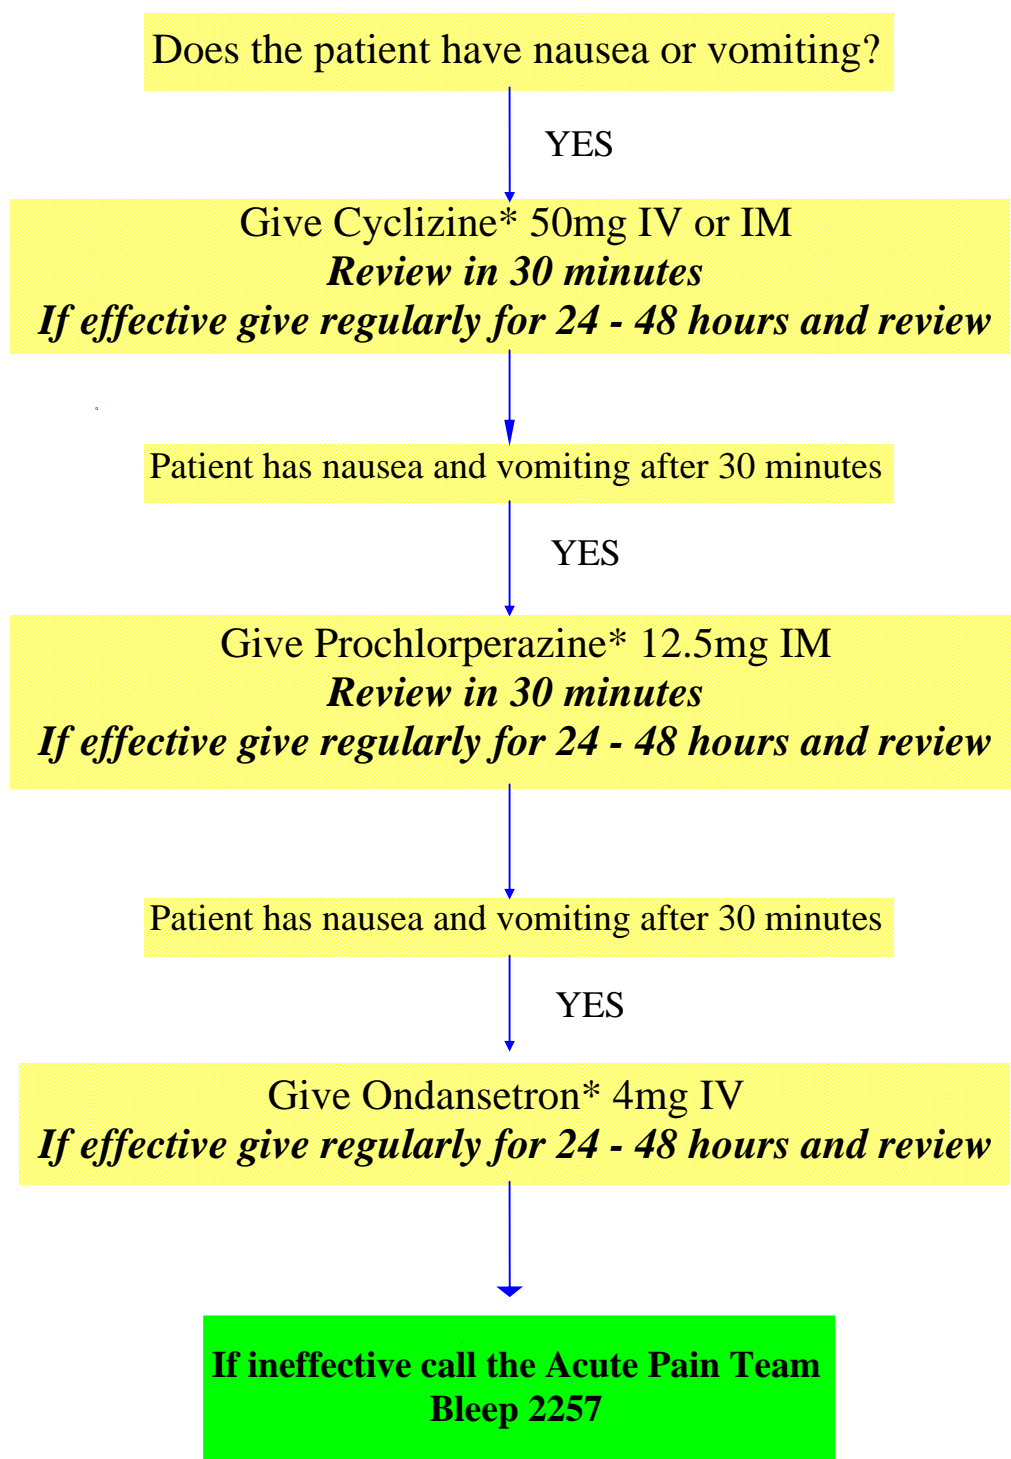 Does the patient have nausea or vomiting?
YES
Give Cyclizine* 50mg IV or IM
Review in 30 minutes
If effective give regularly for 24 - 48 hours and review
Patient has nausea and vomiting after 30 minutes
YES
Give Prochlorperazine* 12.5mg IM
Review in 30 minutes
If effective give regularly for 24 - 48 hours and review
Patient has nausea and vomiting after 30 minutes
YES
Give Ondansetron* 4mg IV
If effective give regularly for 24 - 48 hours and review
If ineffective call the Acute Pain Team
Bleep 2257